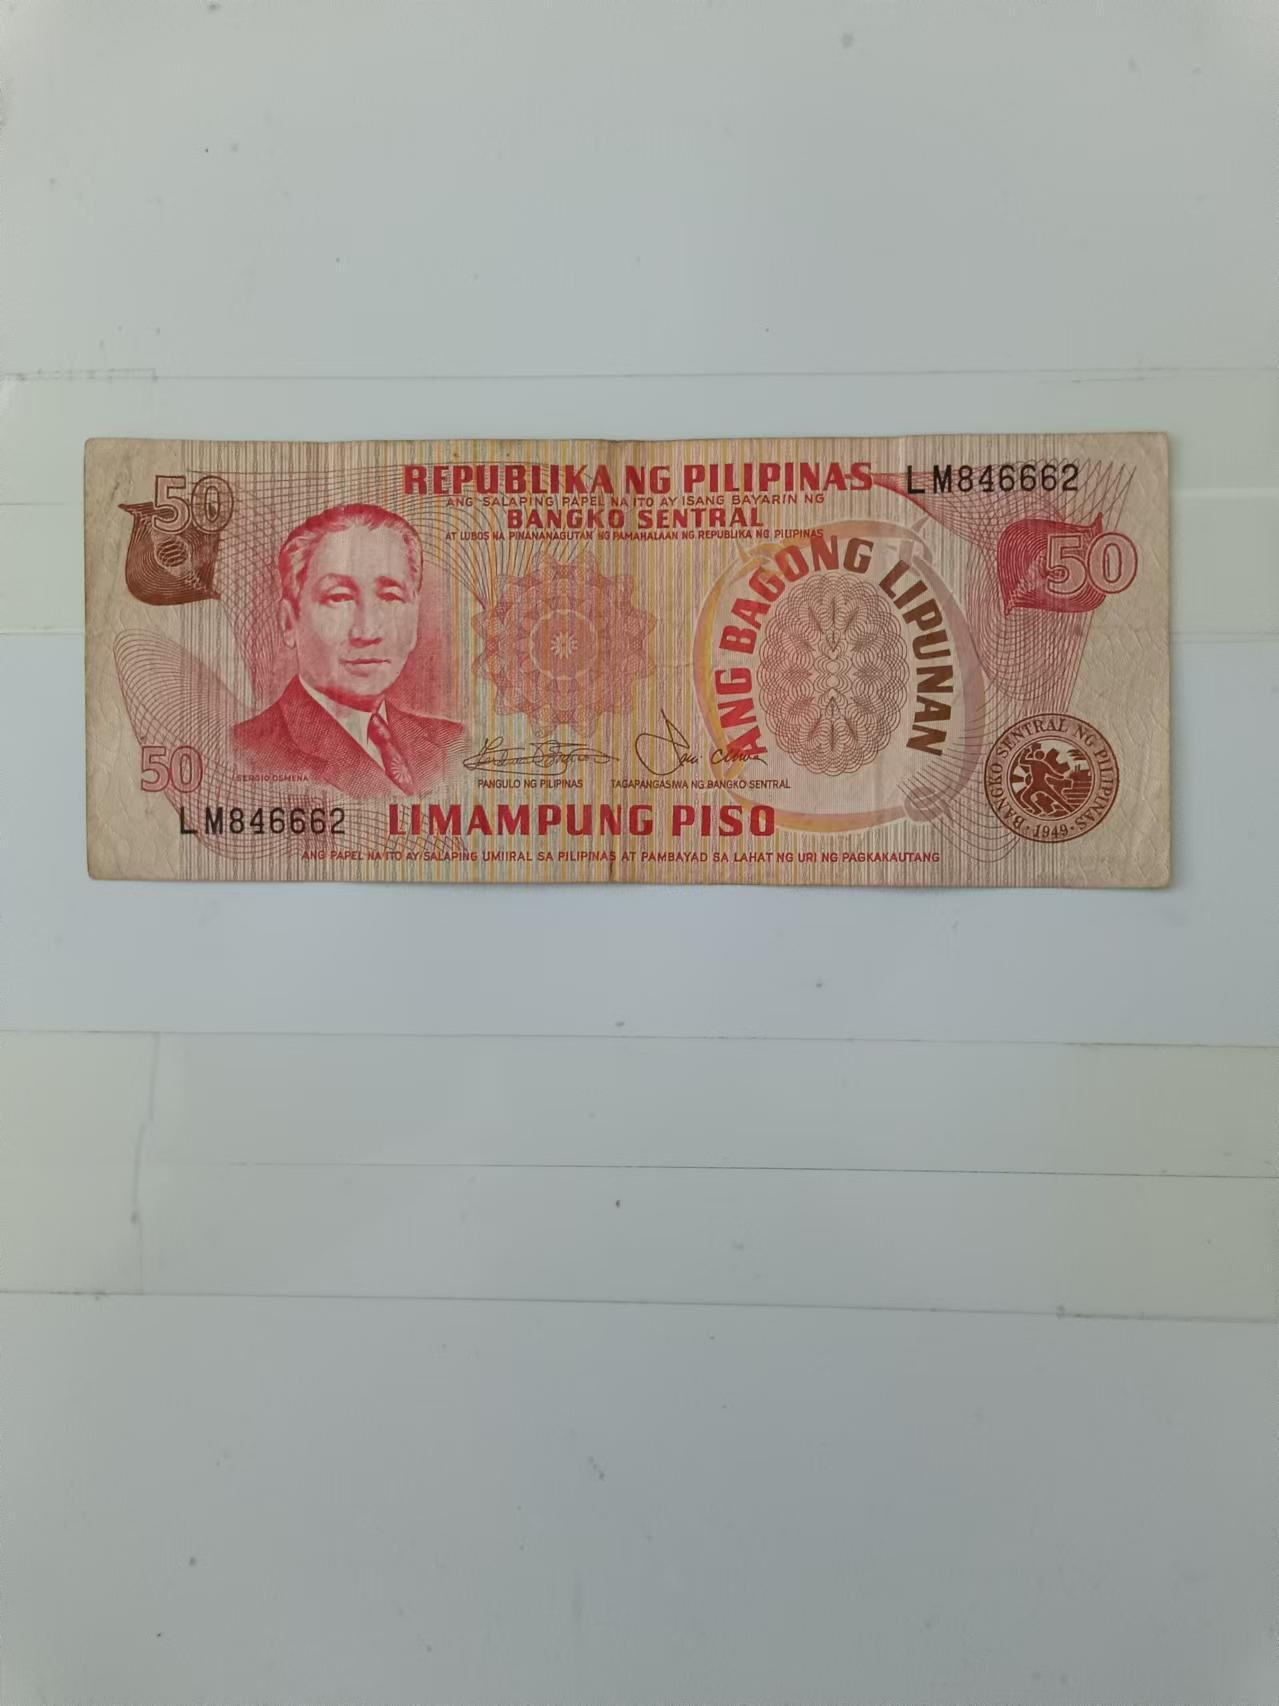 50
REPUBLIKA NG PILIPINAS
LM846662
ANG SALAPING PAPEL NA ITO AY ISANG BAYARIN NG
BANGKO SENTRAL
AT LUBOS NA PINANANAGUTAN NG PAMAHALAAN NG REPUBLIKA NG PILIPINAS
50
ANG BAGONG LIPUNAN
50
SERGIO OSMEÑA
PANGULO NG PILIPINAS
TAGAPANGASIWA NG BANGKO SENTRAL
BANGKO SENTRAL NG PILIPINAS
·1949·
LM846662
LIMAMPUNG PISO
ANG PAPEL NA ITO AY SALAPING UMIIRAL SA PILIPINAS AT PAMBAYAD SA LAHAT NG URI NG PAGKAKAUTANG